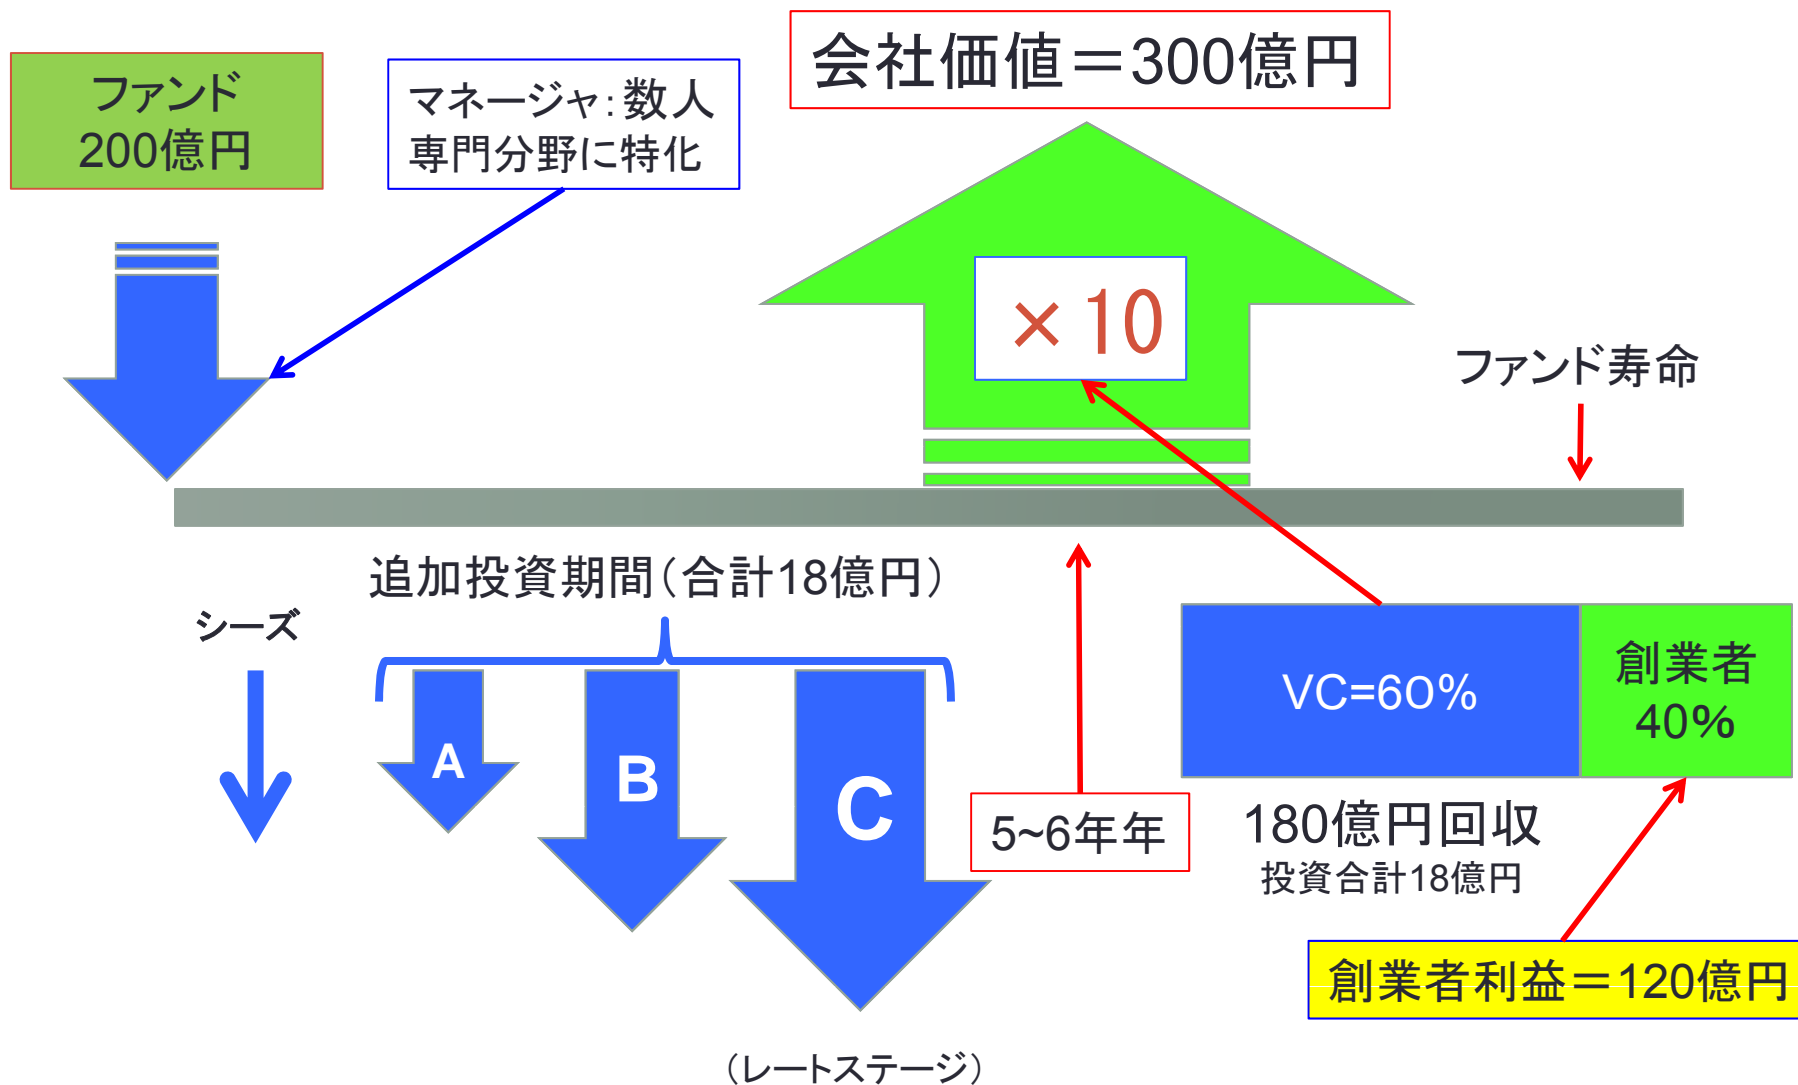 ファンド
200億円
マネージャ：数人
専門分野に特化
会社価値＝300億円
×10
ファンド寿命
追加投資期間（合計18億円）
シーズ
A
B
C
VC=60%
創業者
40%
5~6年年
180億円回収
投資合計18億円
創業者利益＝120億円
（レートステージ）